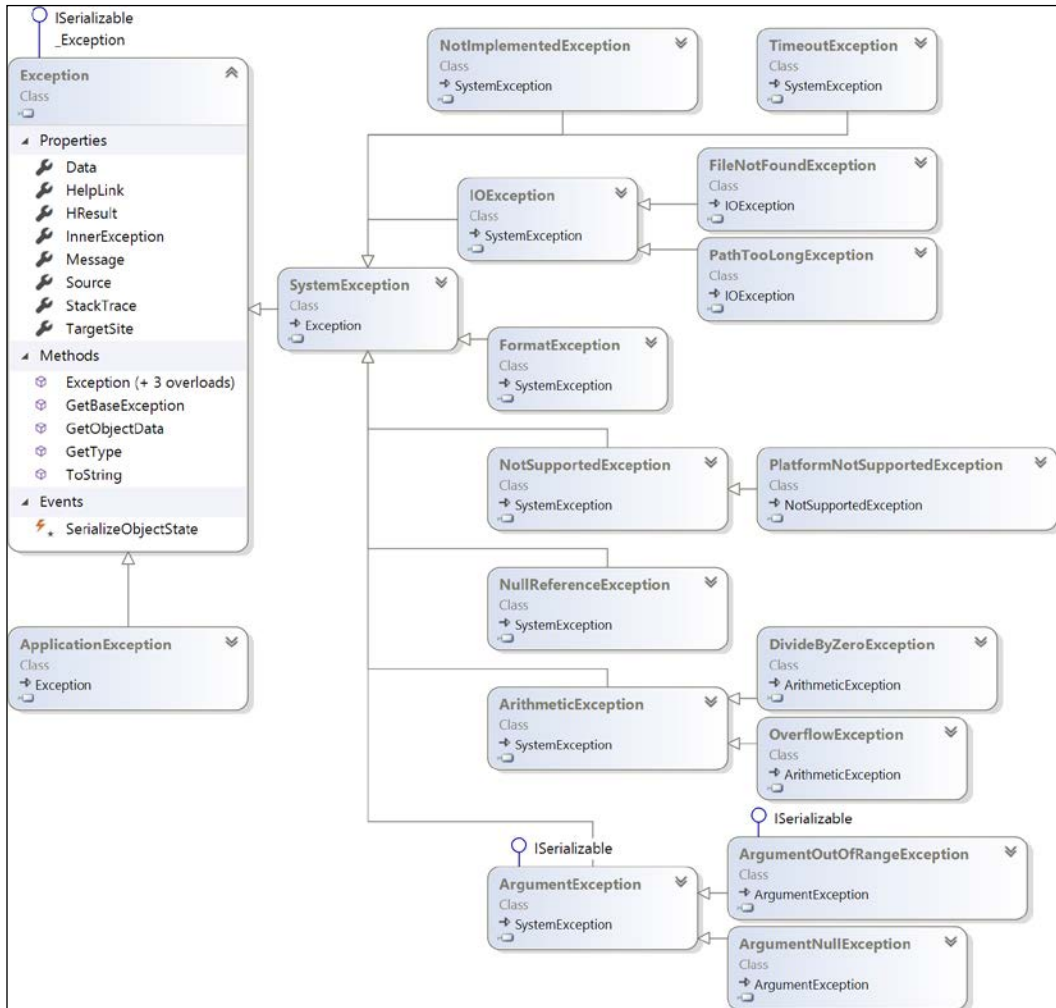 ISerializable
_Exception
Exception
Class
Properties
Data
HelpLink
HResult
InnerException
Message
Source
StackTrace
TargetSite
Methods
Exception (+ 3 overloads)
GetBaseException
GetObjectData
GetType
ToString
Events
SerializeObjectState
ApplicationException
Class
Exception
SystemException
Class
Exception
NotImplementedException
Class
SystemException
TimeoutException
Class
SystemException
IOException
Class
SystemException
FileNotFoundException
Class
IOException
PathTooLongException
Class
IOException
FormatException
Class
SystemException
NotSupportedException
Class
SystemException
PlatformNotSupportedException
Class
NotSupportedException
NullReferenceException
Class
SystemException
ArithmeticException
Class
SystemException
DivideByZeroException
Class
ArithmeticException
OverflowException
Class
ArithmeticException
ISerializable
ArgumentException
Class
SystemException
ISerializable
ArgumentOutOfRangeException
Class
ArgumentException
ArgumentNullException
Class
ArgumentException